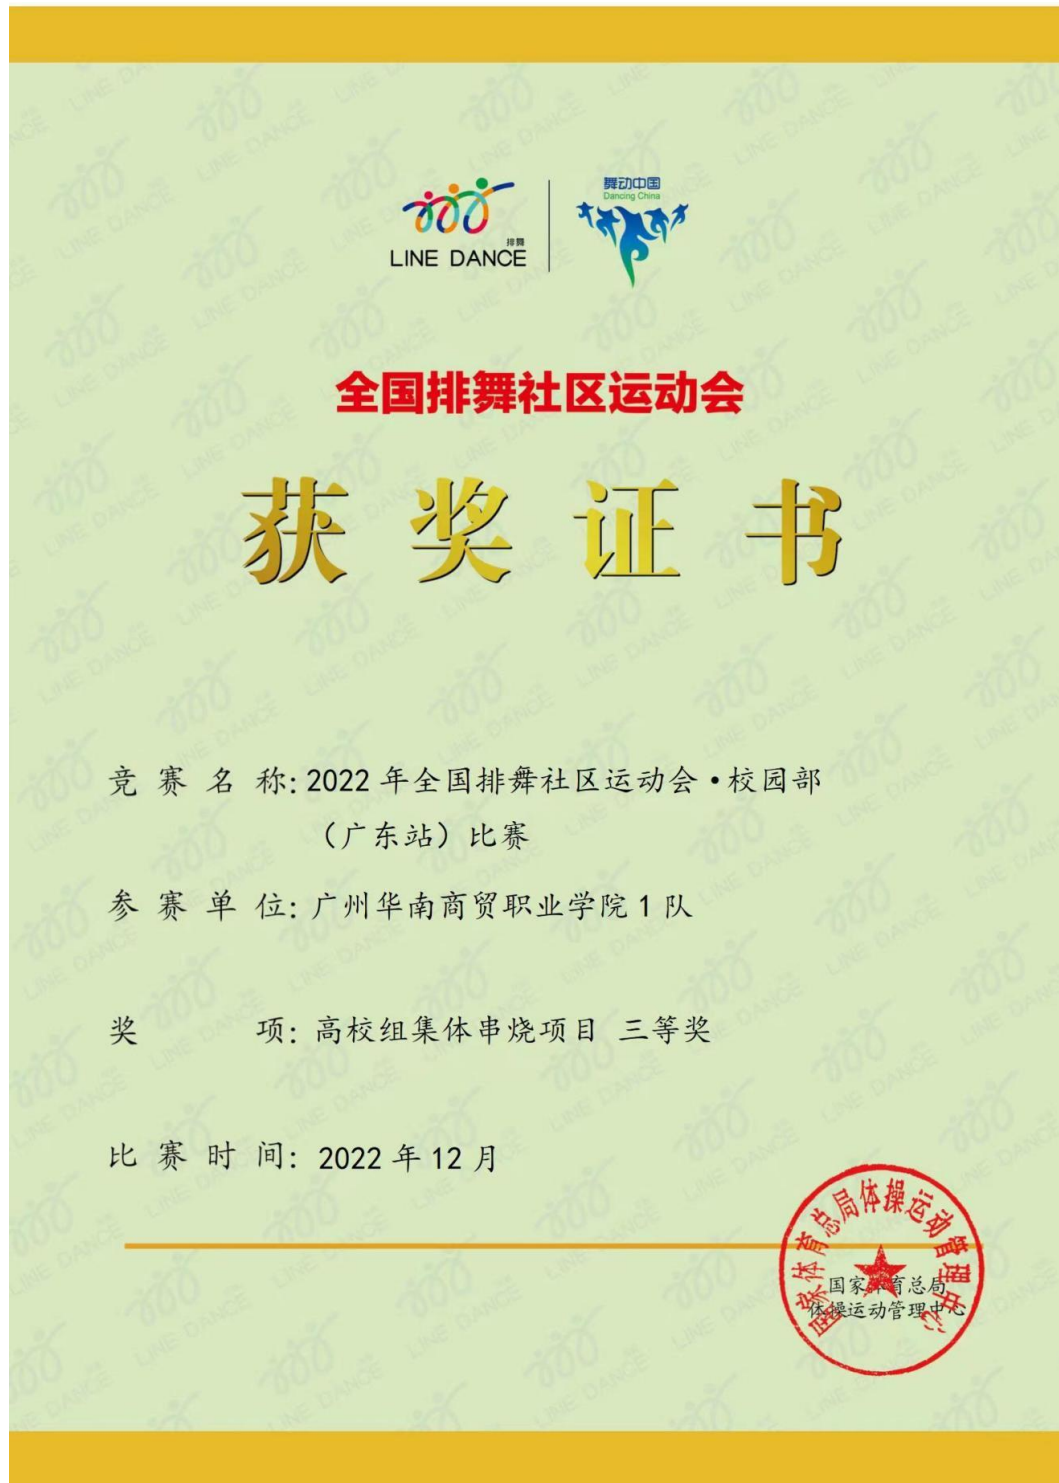 舞动中国
Dancing China
排舞
LINE DANCE
全国排舞社区运动会
获奖证书
竞赛名称:2022年全国排舞社区运动会·校园部
（广东站）比赛
参赛单位:广州华南商贸职业学院1队
奖项:高校组集体串烧项目 三等奖
比赛时间:2022年12月
国家体育总局体操运动管理中心
国家体育总局
体操运动管理中心